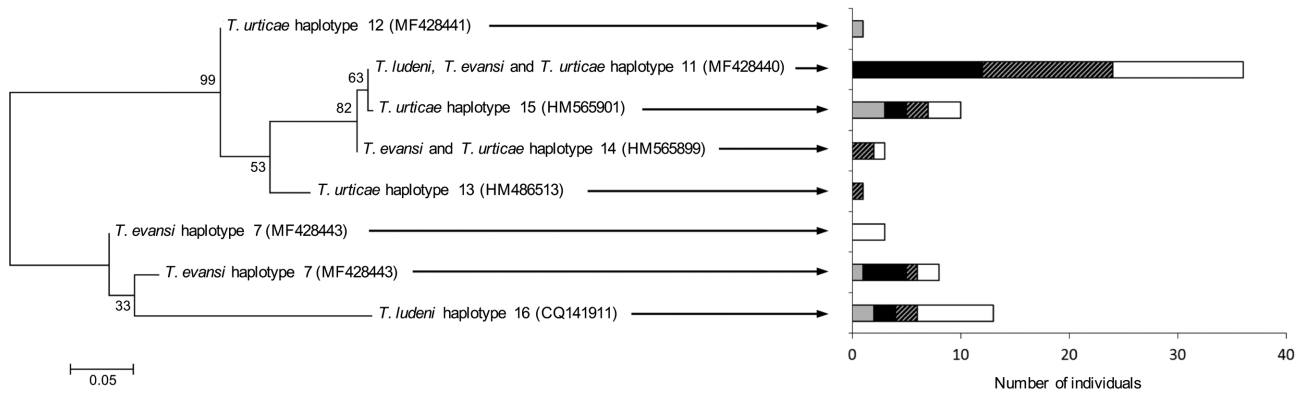 T. urticae haplotype 12 (MF428441)
99
T. ludeni, T. evansi and T. urticae haplotype 11 (MF428440)
63
T. urticae haplotype 15 (HM565901)
82
T. evansi and T. urticae haplotype 14 (HM565899)
53
T. urticae haplotype 13 (HM486513)
T. evansi haplotype 7 (MF428443)
T. evansi haplotype 7 (MF428443)
33
T. ludeni haplotype 16 (CQ141911)
0.05
0 10 20 30 40
Number of individuals